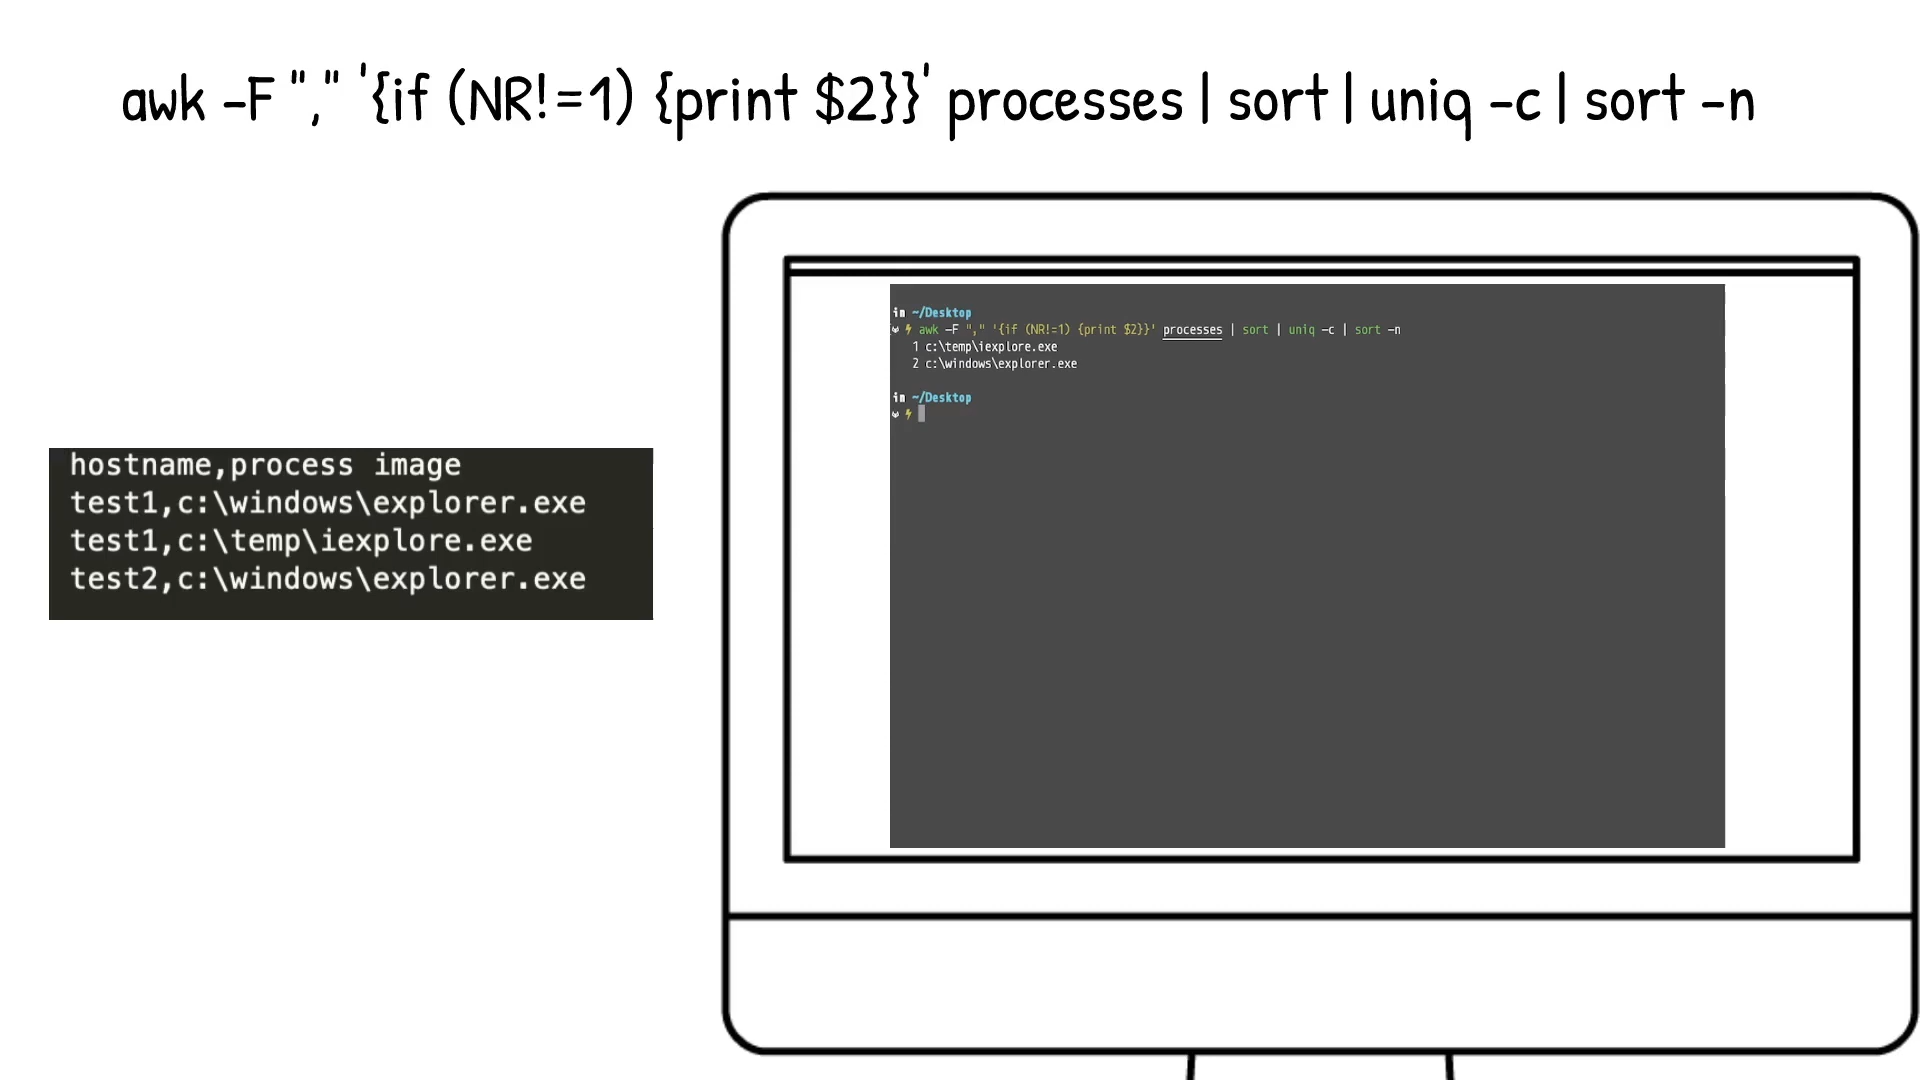 awk -F "," '{if (NR!=1) {print $2}}' processes | sort | uniq -c | sort -n
in ~/Desktop
awk -F "," '{if (NR!=1) {print $2}}' processes | sort | uniq -c | sort -n
1 c:\temp\iexplore.exe
2 c:\windows\explorer.exe
in ~/Desktop
hostname,process image
test1,c:\windows\explorer.exe
test1,c:\temp\iexplore.exe
test2,c:\windows\explorer.exe